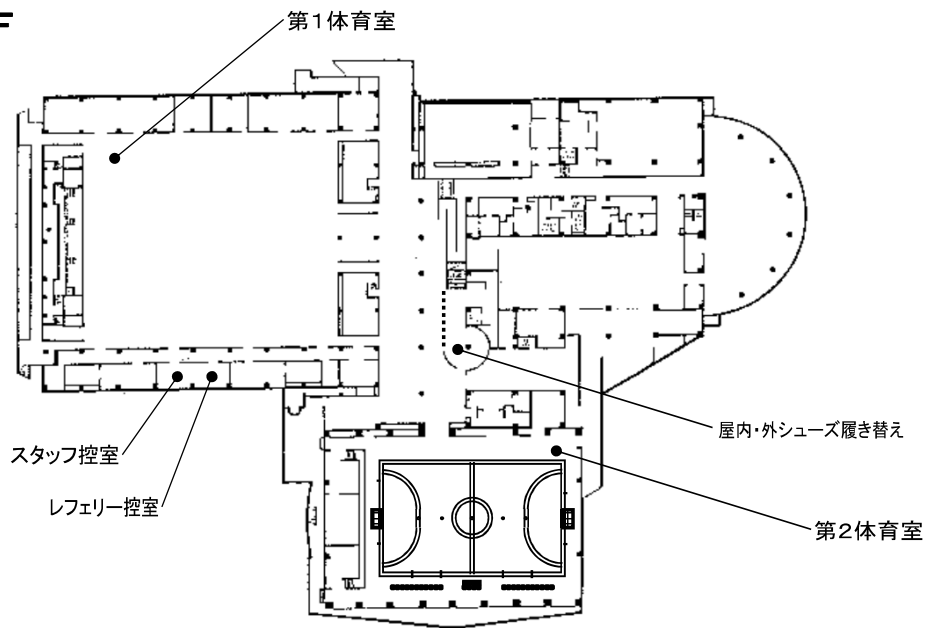 第1体育室
屋内・外シューズ履き替え
スタッフ控室
レフェリー控室
第2体育室